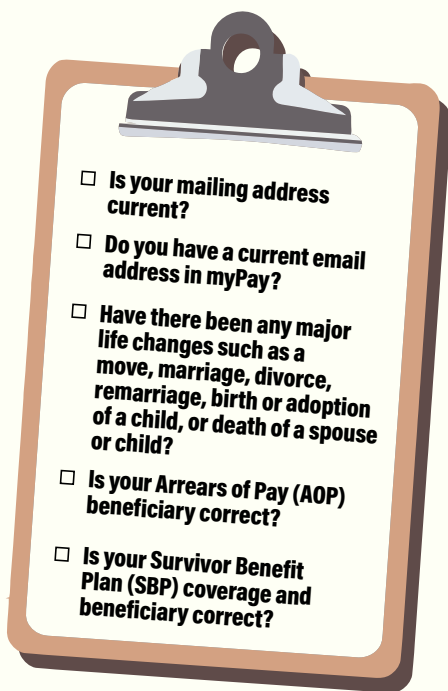 Is your mailing address
current?
Do you have a current email
address in myPay?
Have there been any major
life changes such as a
move, marriage, divorce,
remarriage, birth or adoption
of a child, or death of a spouse
or child?
Is your Arrears of Pay (AOP)
beneficiary correct?
Is your Survivor Benefit
Plan (SBP) coverage and
beneficiary correct?